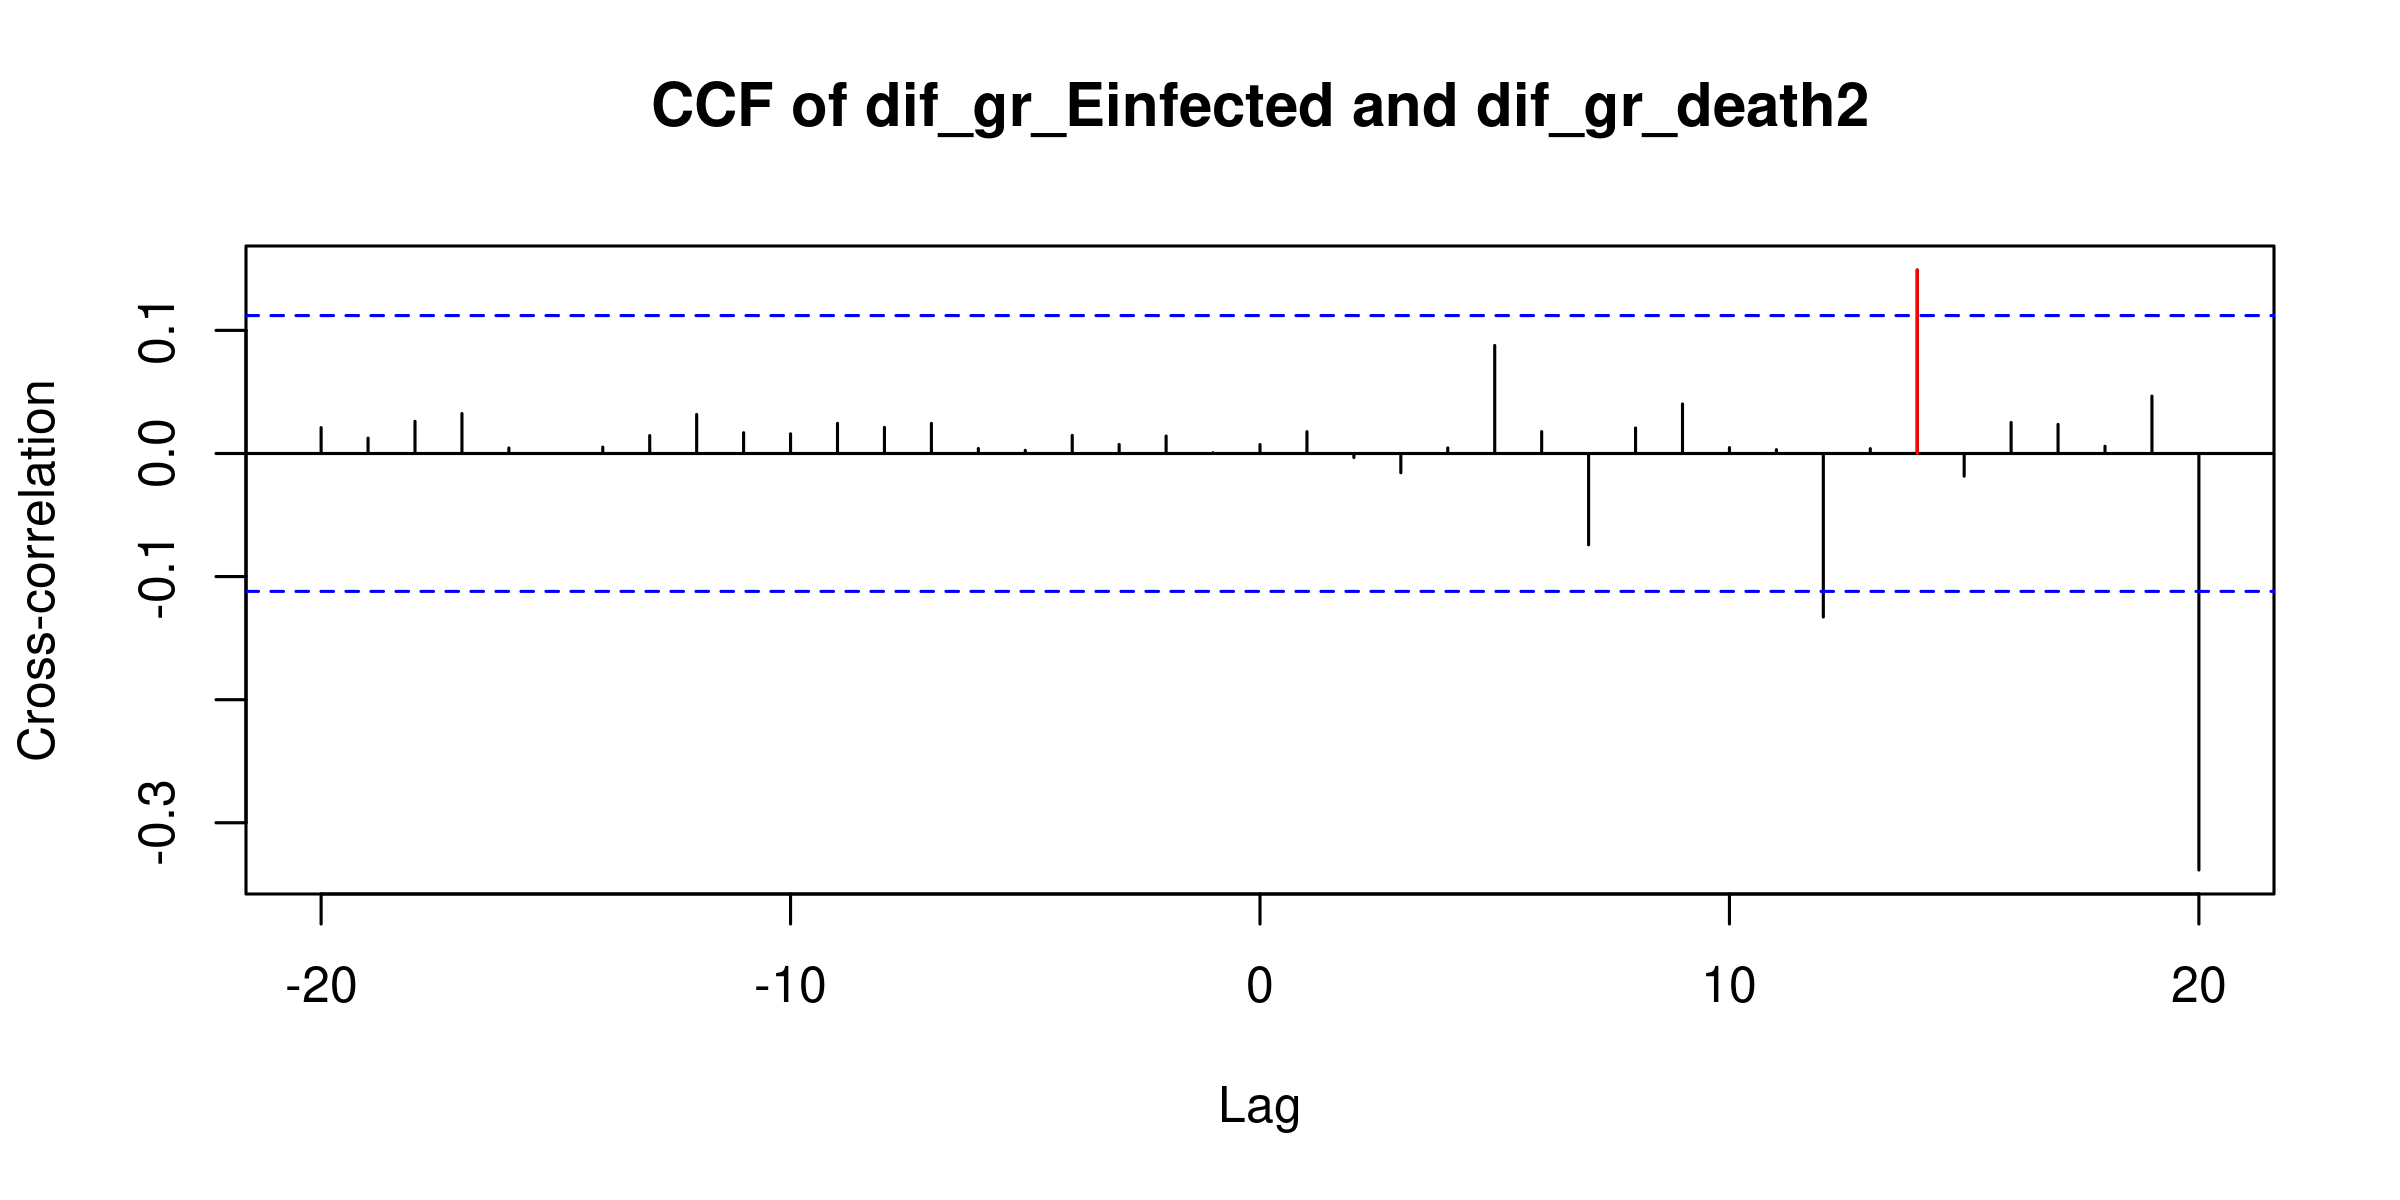 CCF of dif_gr_Einfected and dif_gr_death2
Cross-correlation
0.1
0.0
-0.1
-0.3
-20 -10 0 10 20
Lag